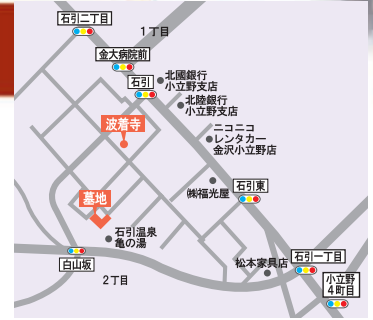 石引二丁目
１丁目
金大病院前
石引
北國銀行
小立野支店
北陸銀行
小立野支店
波着寺
ニコニコ
レンタカー
金沢小立野店
㈱福光屋
石引東
墓地
石引温泉
亀の湯
白山坂
２丁目
松本家具店
石引一丁目
小立野
４町目